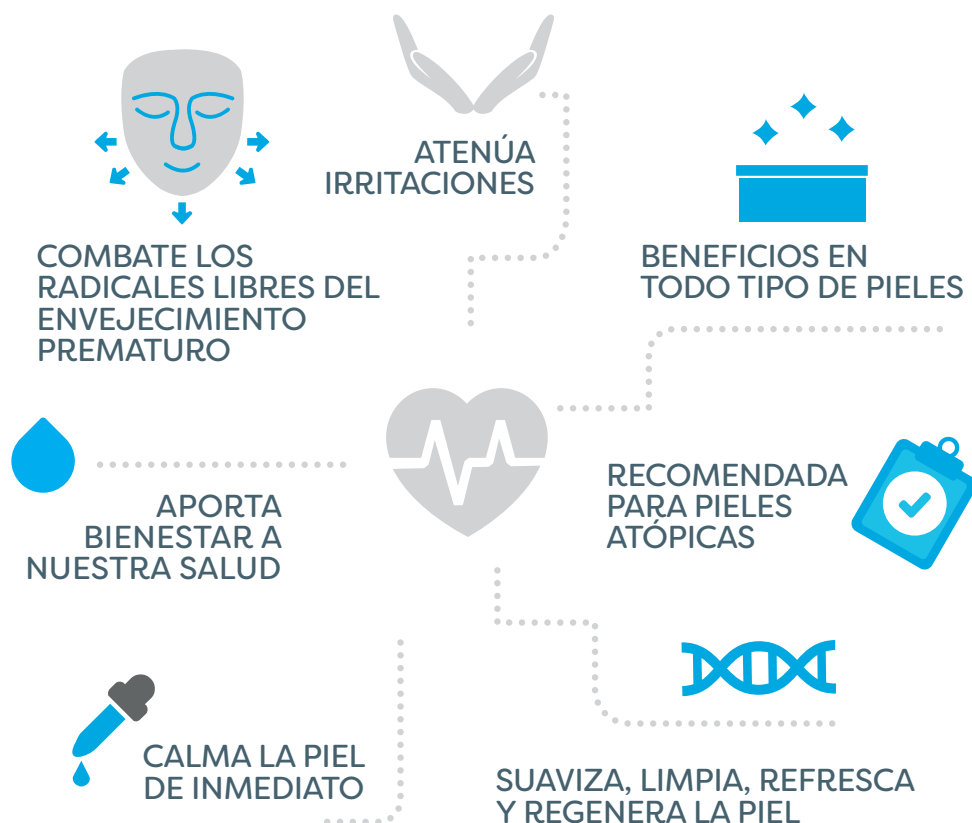 ATENÚA
IRRITACIONES
COMBATE LOS
RADICALES LIBRES DEL
ENVEJECIMIENTO
PREMATURO
BENEFICIOS EN
TODO TIPO DE PIELES
APORTA
BIENESTAR A
NUESTRA SALUD
RECOMENDADA
PARA PIELES
ATÓPICAS
CALMA LA PIEL
DE INMEDIATO
SUAVIZA, LIMPIA, REFRESCA
Y REGENERA LA PIEL